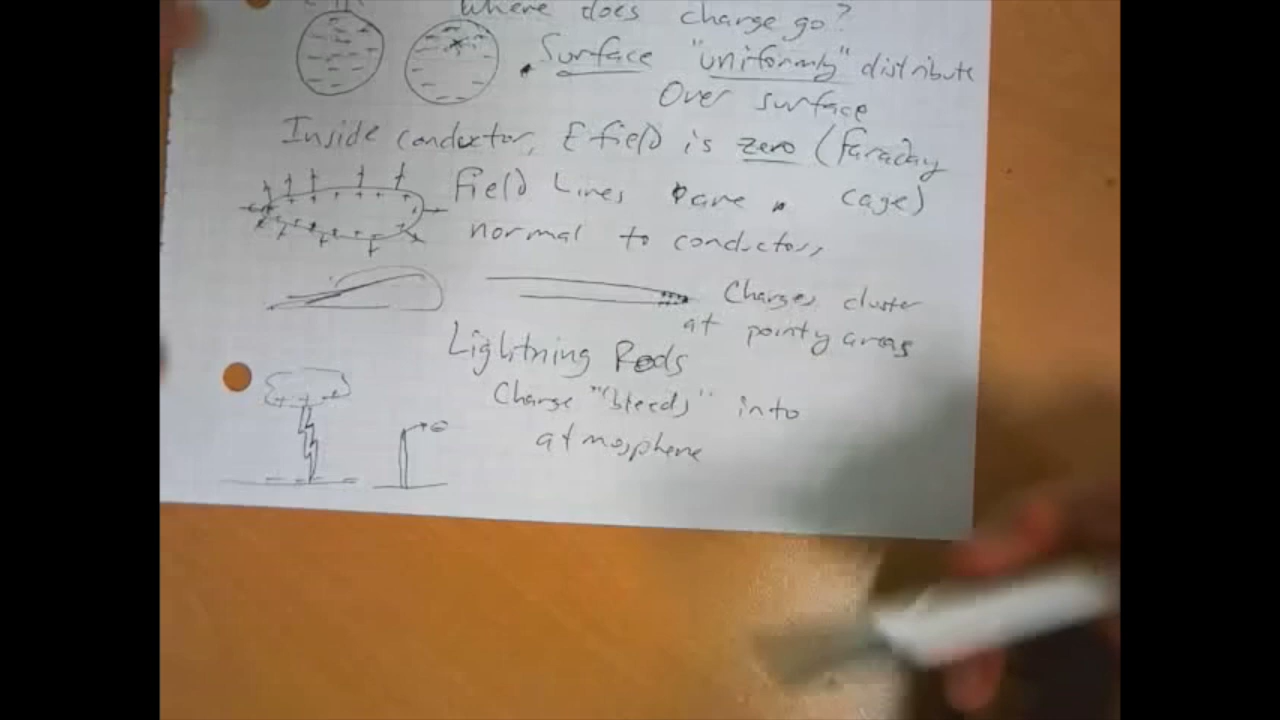 Where does charge go?
Surface "uniformly" distribute
Over surface
Inside conductor, E field is zero (Faraday
Field Lines are cage)
normal to conductors
Charges cluster
at pointy areas
Lightning Rods
Charge "bleeds" into
atmosphere